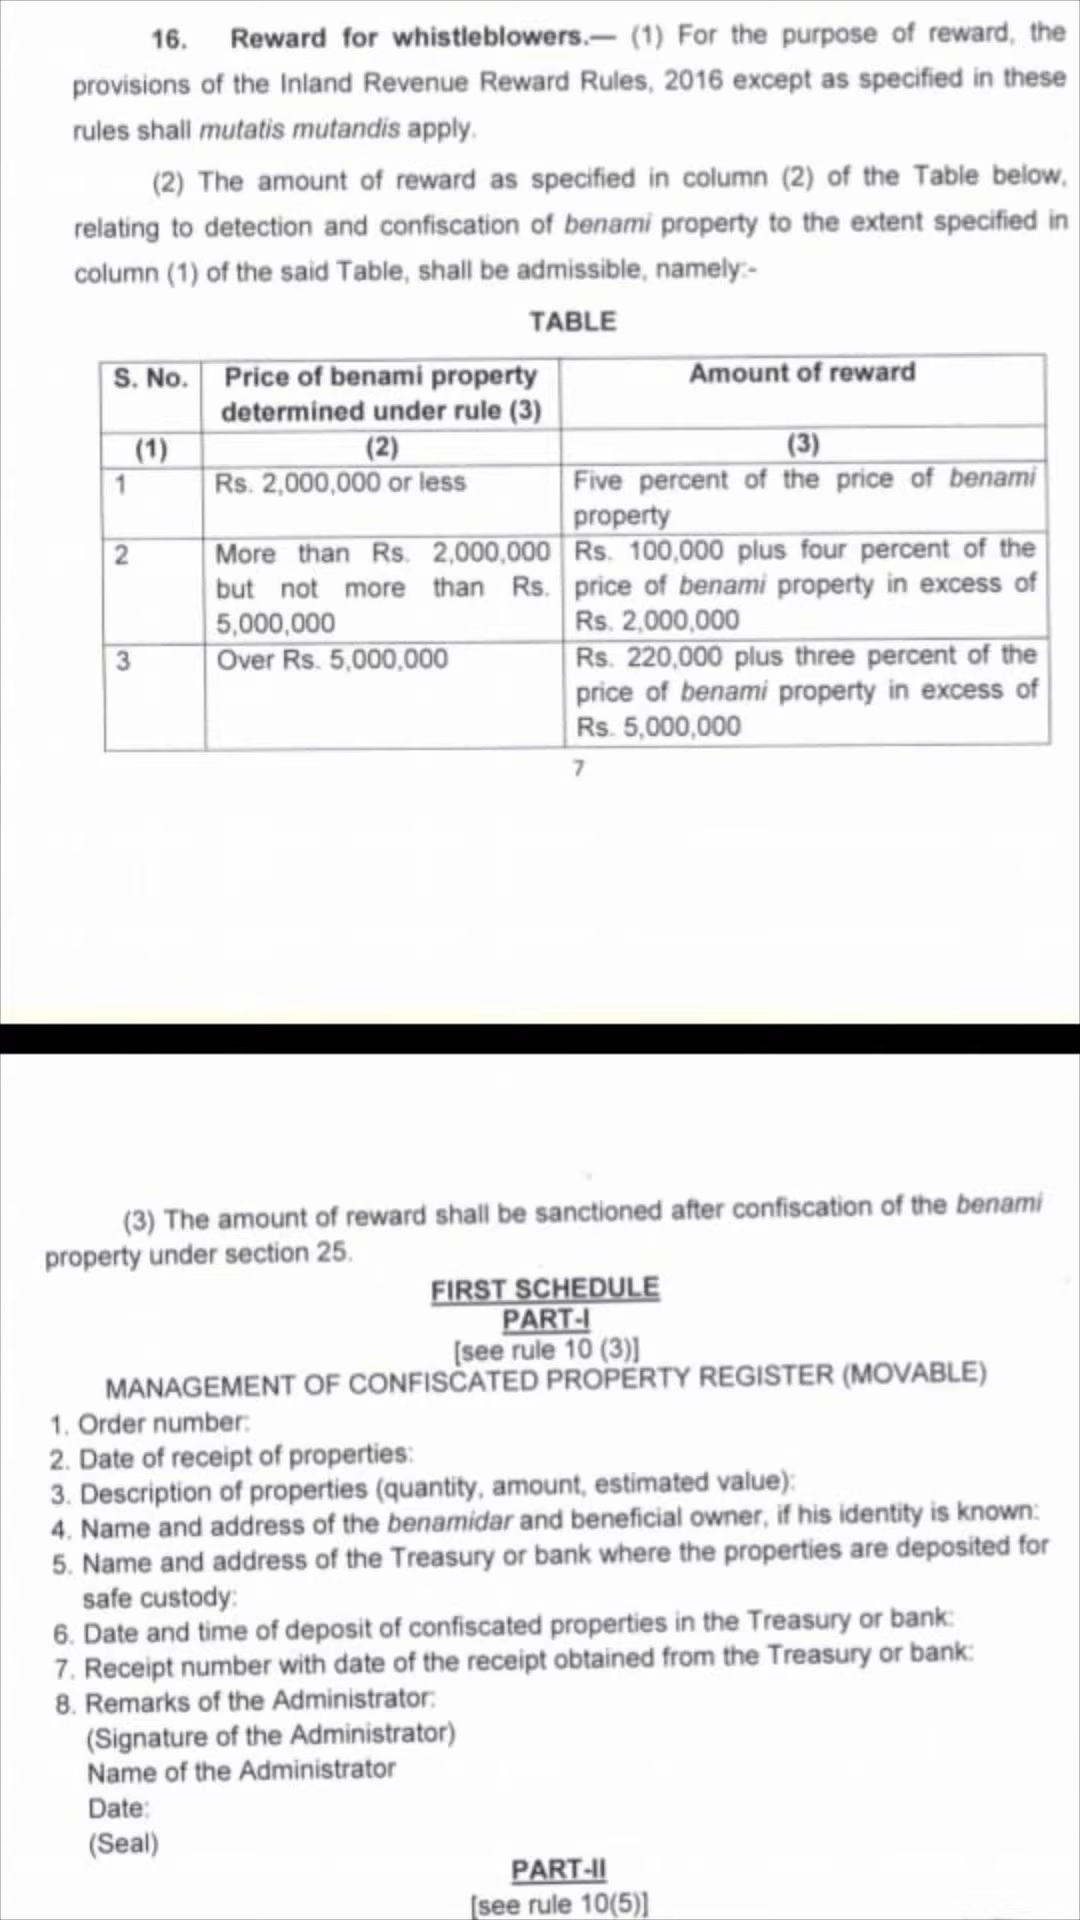 16. Reward for whistleblowers.— (1) For the purpose of reward, the
provisions of the Inland Revenue Reward Rules, 2016 except as specified in these
rules shall mutatis mutandis apply.
(2) The amount of reward as specified in column (2) of the Table below,
relating to detection and confiscation of benami property to the extent specified in
column (1) of the said Table, shall be admissible, namely:-
TABLE
S. No. Price of benami property Amount of reward
determined under rule (3)
(1) (2) (3)
1 Rs. 2,000,000 or less Five percent of the price of benami
property
2 More than Rs. 2,000,000 Rs. 100,000 plus four percent of the
but not more than Rs. price of benami property in excess of
5,000,000 Rs. 2,000,000
3 Over Rs. 5,000,000 Rs. 220,000 plus three percent of the
price of benami property in excess of
Rs. 5,000,000
7
(3) The amount of reward shall be sanctioned after confiscation of the benami
property under section 25.
FIRST SCHEDULE
PART-I
[see rule 10 (3)]
MANAGEMENT OF CONFISCATED PROPERTY REGISTER (MOVABLE)
1. Order number:
2. Date of receipt of properties:
3. Description of properties (quantity, amount, estimated value):
4. Name and address of the benamidar and beneficial owner, if his identity is known:
5. Name and address of the Treasury or bank where the properties are deposited for
safe custody:
6. Date and time of deposit of confiscated properties in the Treasury or bank:
7. Receipt number with date of the receipt obtained from the Treasury or bank:
8. Remarks of the Administrator:
(Signature of the Administrator)
Name of the Administrator
Date:
(Seal)
PART-II
[see rule 10(5)]